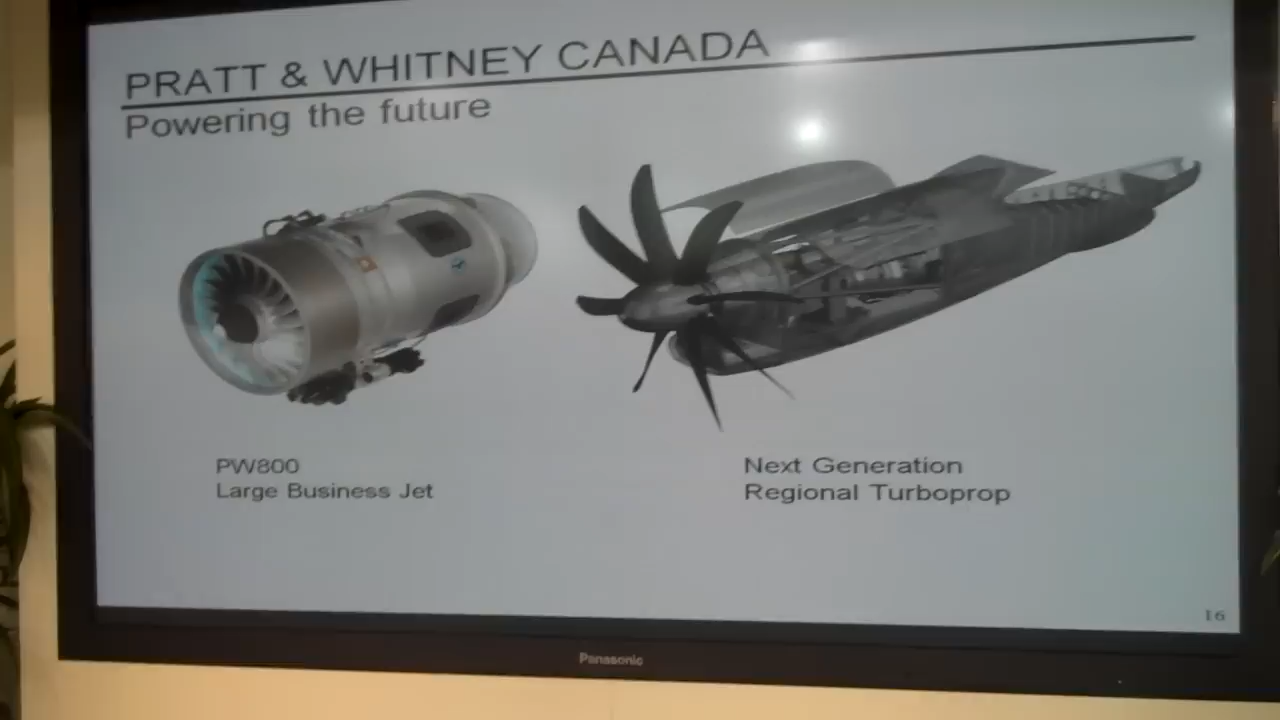 PRATT & WHITNEY CANADA
Powering the future
PW800
Large Business Jet
Next Generation
Regional Turboprop
16
Panasonic